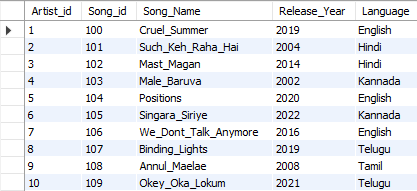 Artist_id Song_id Song_Name Release_Year Language
1 100 Cruel_Summer 2019 English
2 101 Such_Keh_Raha_Hai 2004 Hindi
3 102 Mast_Magan 2014 Hindi
4 103 Male_Baruva 2002 Kannada
5 104 Positions 2020 English
6 105 Singara_Siriye 2022 Kannada
7 106 We_Dont_Talk_Anymore 2016 English
8 107 Binding_Lights 2019 Telugu
9 108 Annul_Maelae 2008 Tamil
10 109 Okey_Oka_Lokum 2021 Telugu